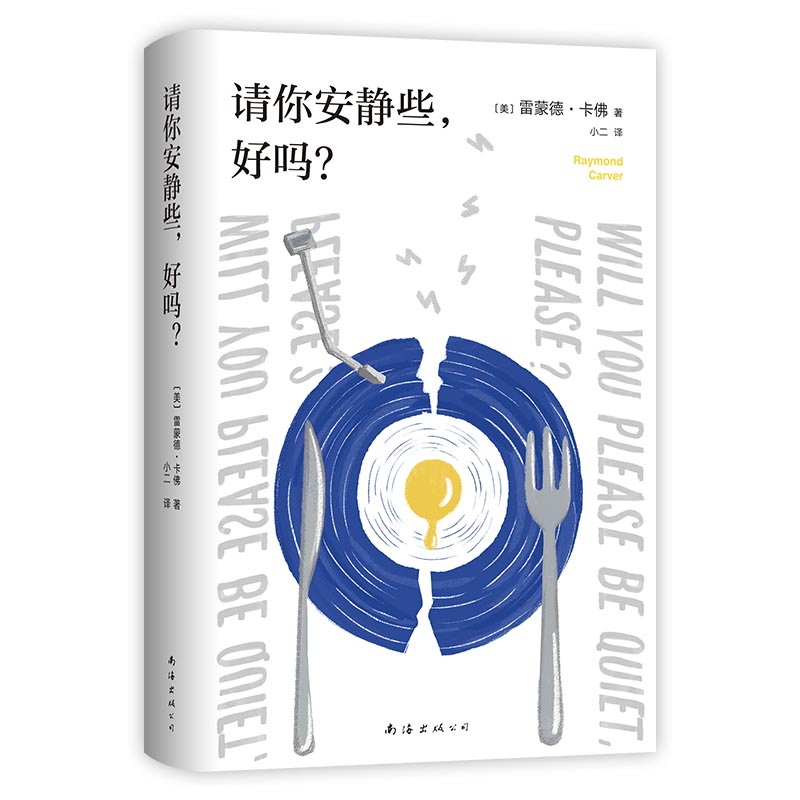 请你安静些，
好吗？
［美］雷蒙德·卡佛 著
小二 译
Raymond
Carver
WILL YOU PLEASE BE QUIET,
PLEASE?
WILL YOU PLEASE BE QUIET,
PLEASE?
南海出版公司
请你安静些，好吗？
［美］雷蒙德·卡佛 著
小二 译
南海出版公司